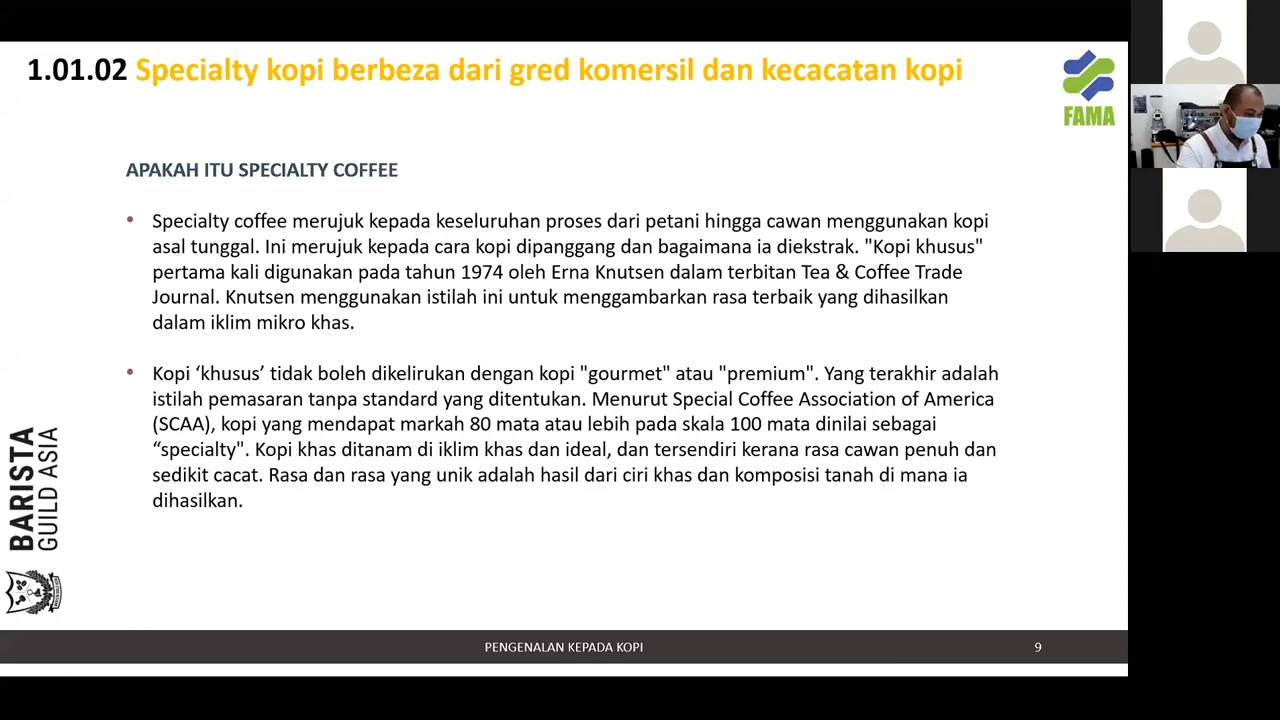 1.01.02 Specialty kopi berbeza dari gred komersil dan kecacatan kopi
FAMA
APAKAH ITU SPECIALTY COFFEE
• Specialty coffee merujuk kepada keseluruhan proses dari petani hingga cawan menggunakan kopi
asal tunggal. Ini merujuk kepada cara kopi dipanggang dan bagaimana ia diekstrak. "Kopi khusus"
pertama kali digunakan pada tahun 1974 oleh Erna Knutsen dalam terbitan Tea & Coffee Trade
Journal. Knutsen menggunakan istilah ini untuk menggambarkan rasa terbaik yang dihasilkan
dalam iklim mikro khas.
• Kopi ‘khusus’ tidak boleh dikelirukan dengan kopi "gourmet" atau "premium". Yang terakhir adalah
istilah pemasaran tanpa standard yang ditentukan. Menurut Special Coffee Association of America
(SCAA), kopi yang mendapat markah 80 mata atau lebih pada skala 100 mata dinilai sebagai
“specialty". Kopi khas ditanam di iklim khas dan ideal, dan tersendiri kerana rasa cawan penuh dan
sedikit cacat. Rasa dan rasa yang unik adalah hasil dari ciri khas dan komposisi tanah di mana ia
dihasilkan.
BARISTA
GUILD ASIA
PENGENALAN KEPADA KOPI
9